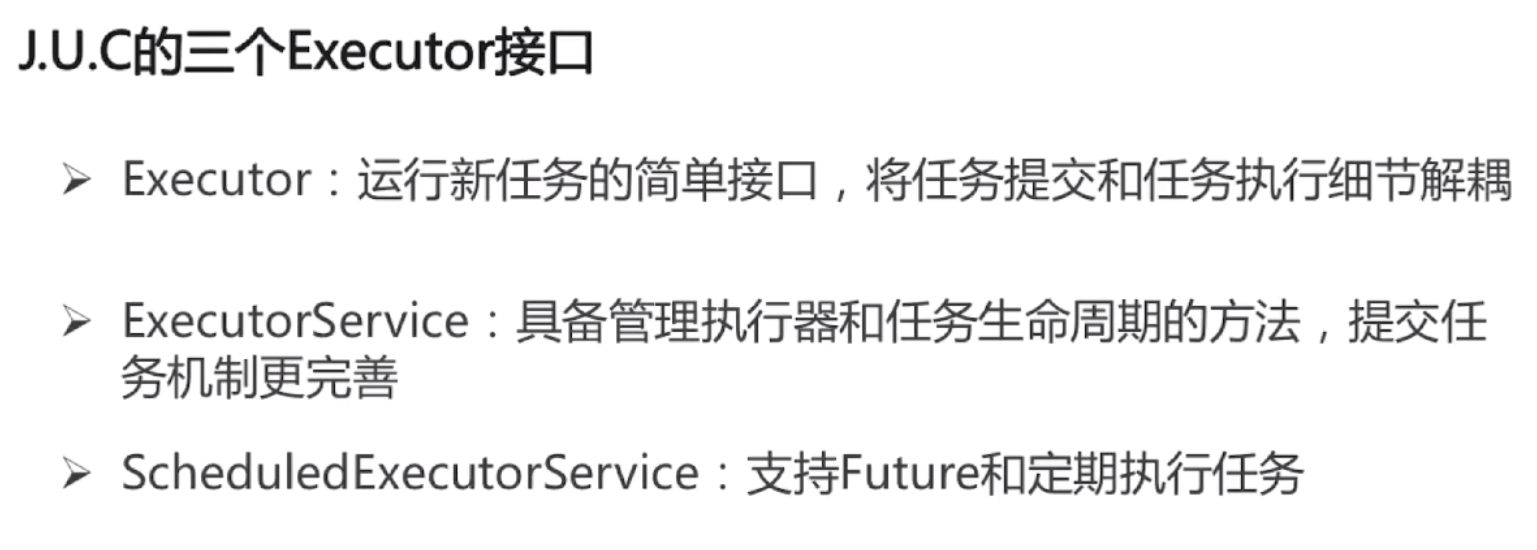 J.U.C的三个Executor接口
➢ Executor：运行新任务的简单接口，将任务提交和任务执行细节解耦
➢ ExecutorService：具备管理执行器和任务生命周期的方法，提交任
务机制更完善
➢ ScheduledExecutorService：支持Future和定期执行任务